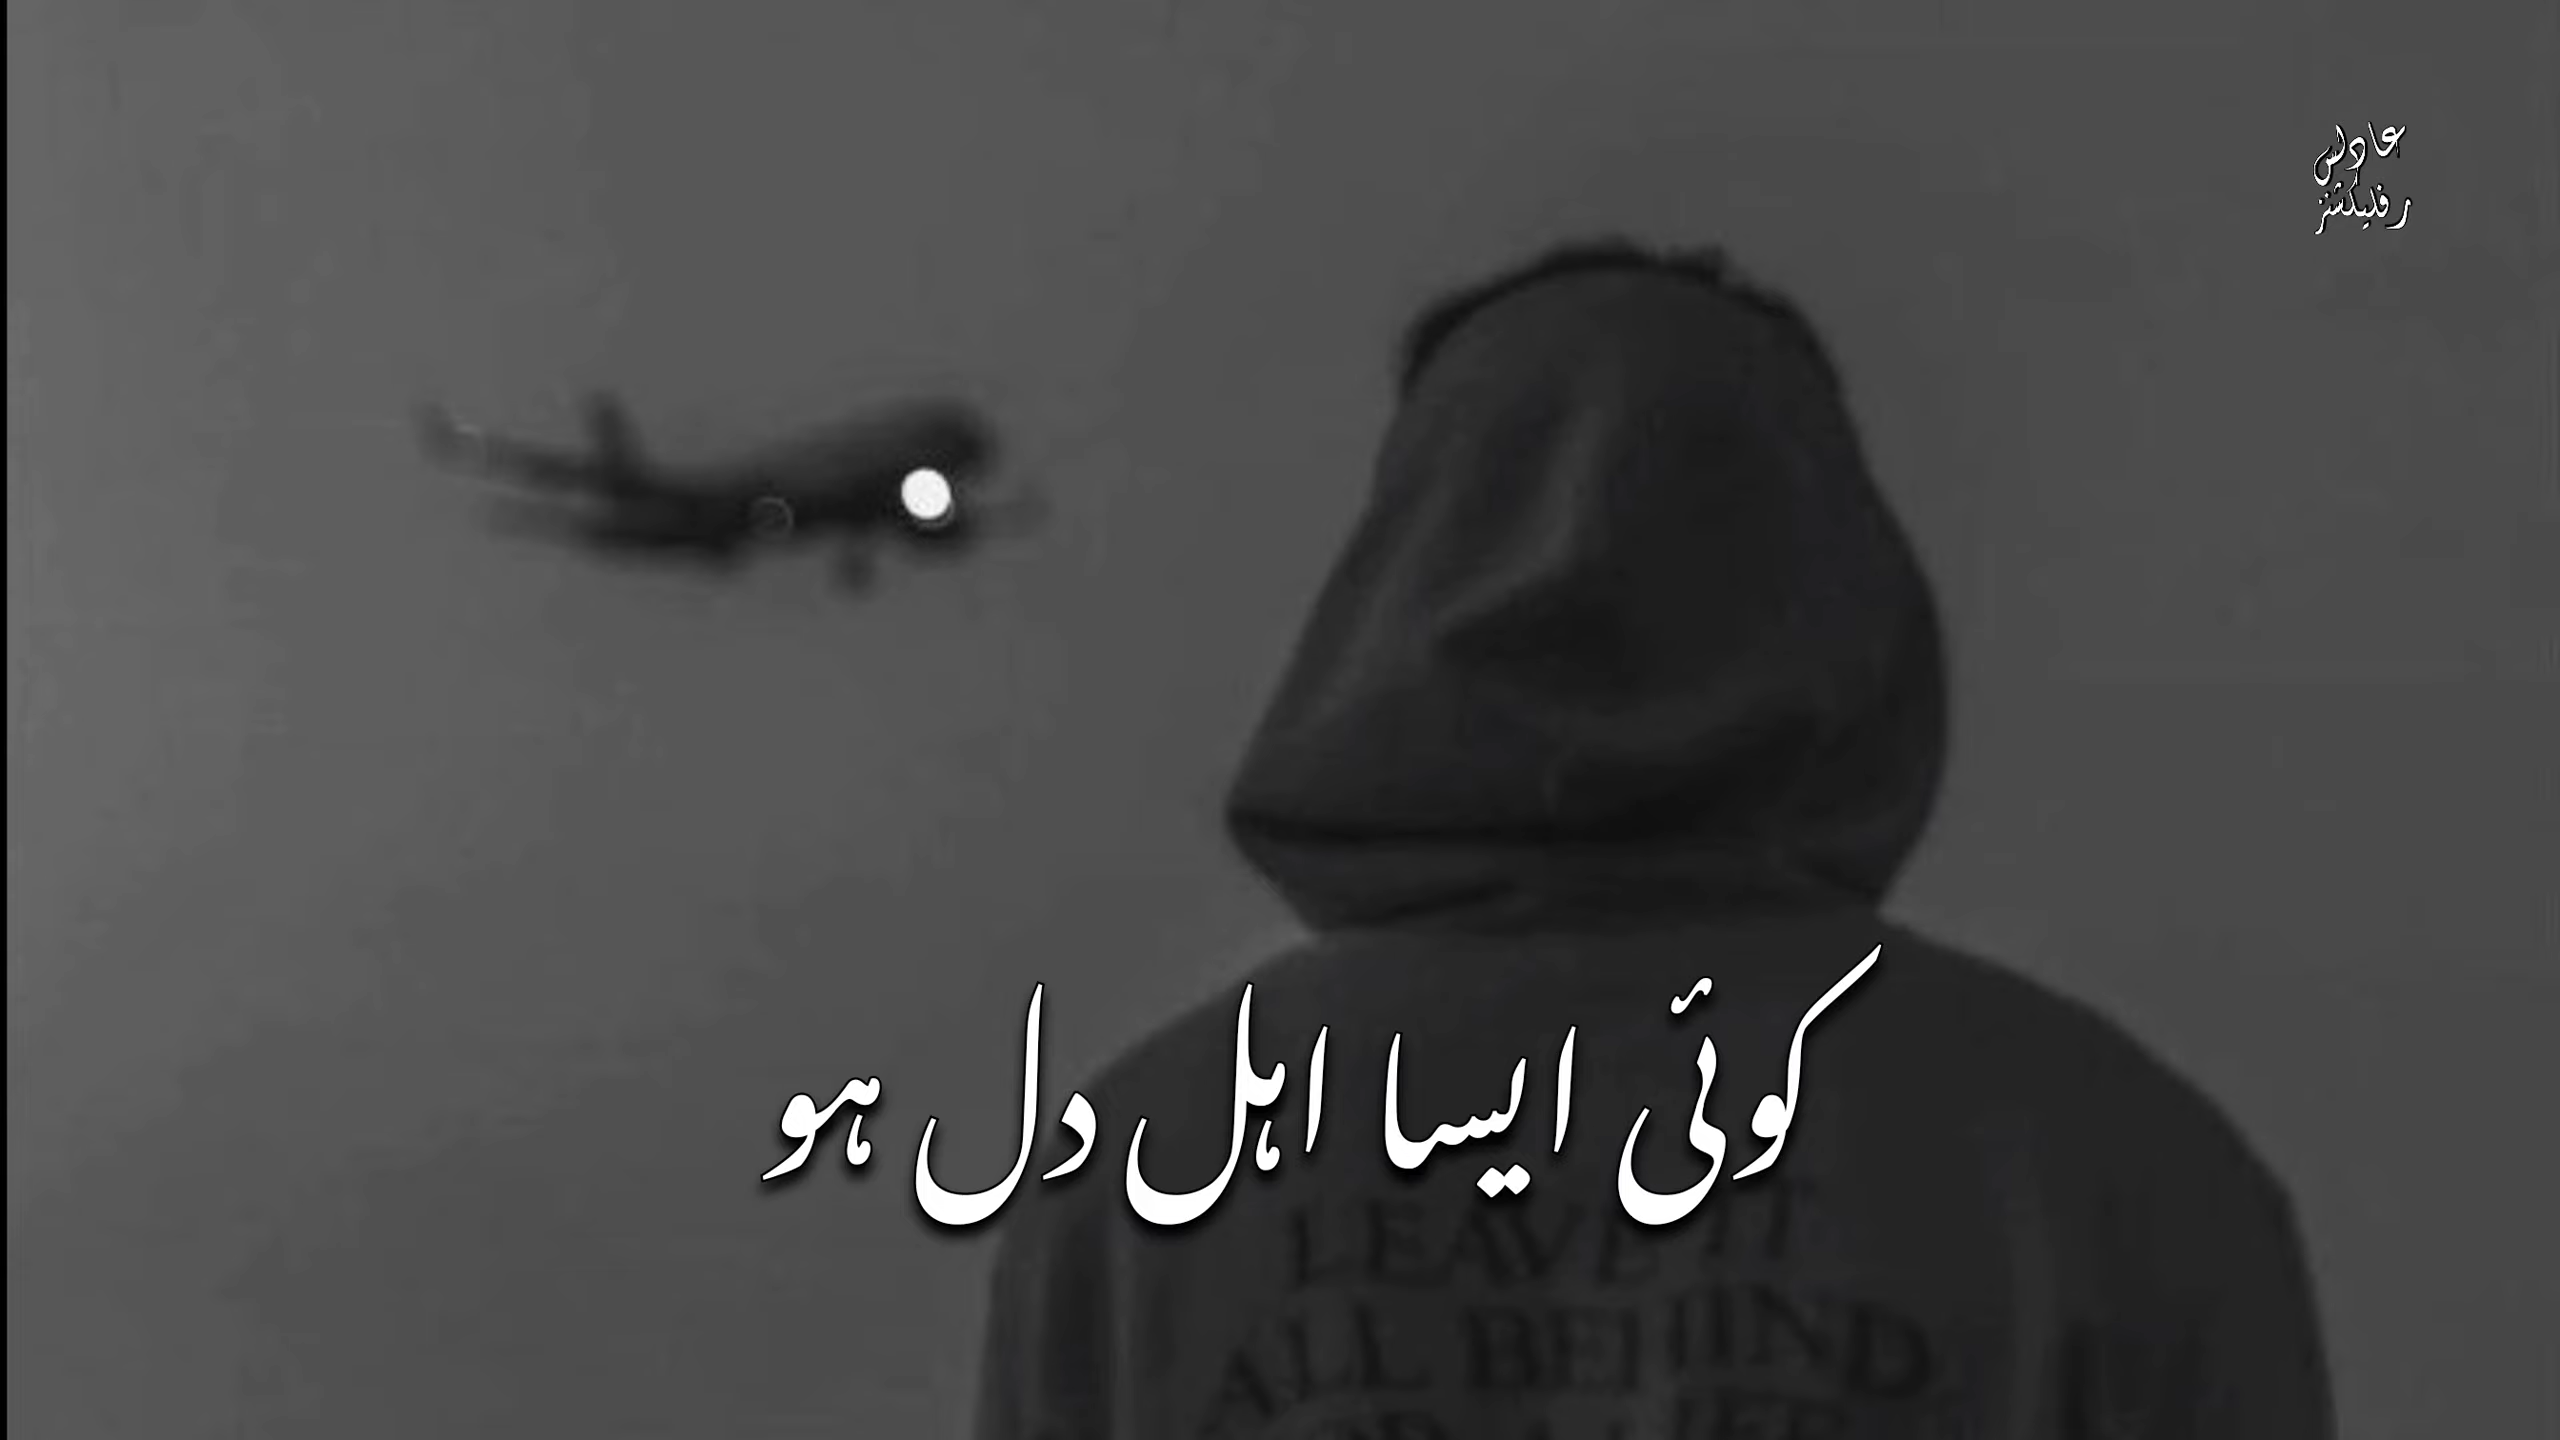 عادلس
رفلیکشنز
کوئی ایسا اہل دل ہو
LEAVE IT
ALL BEHIND